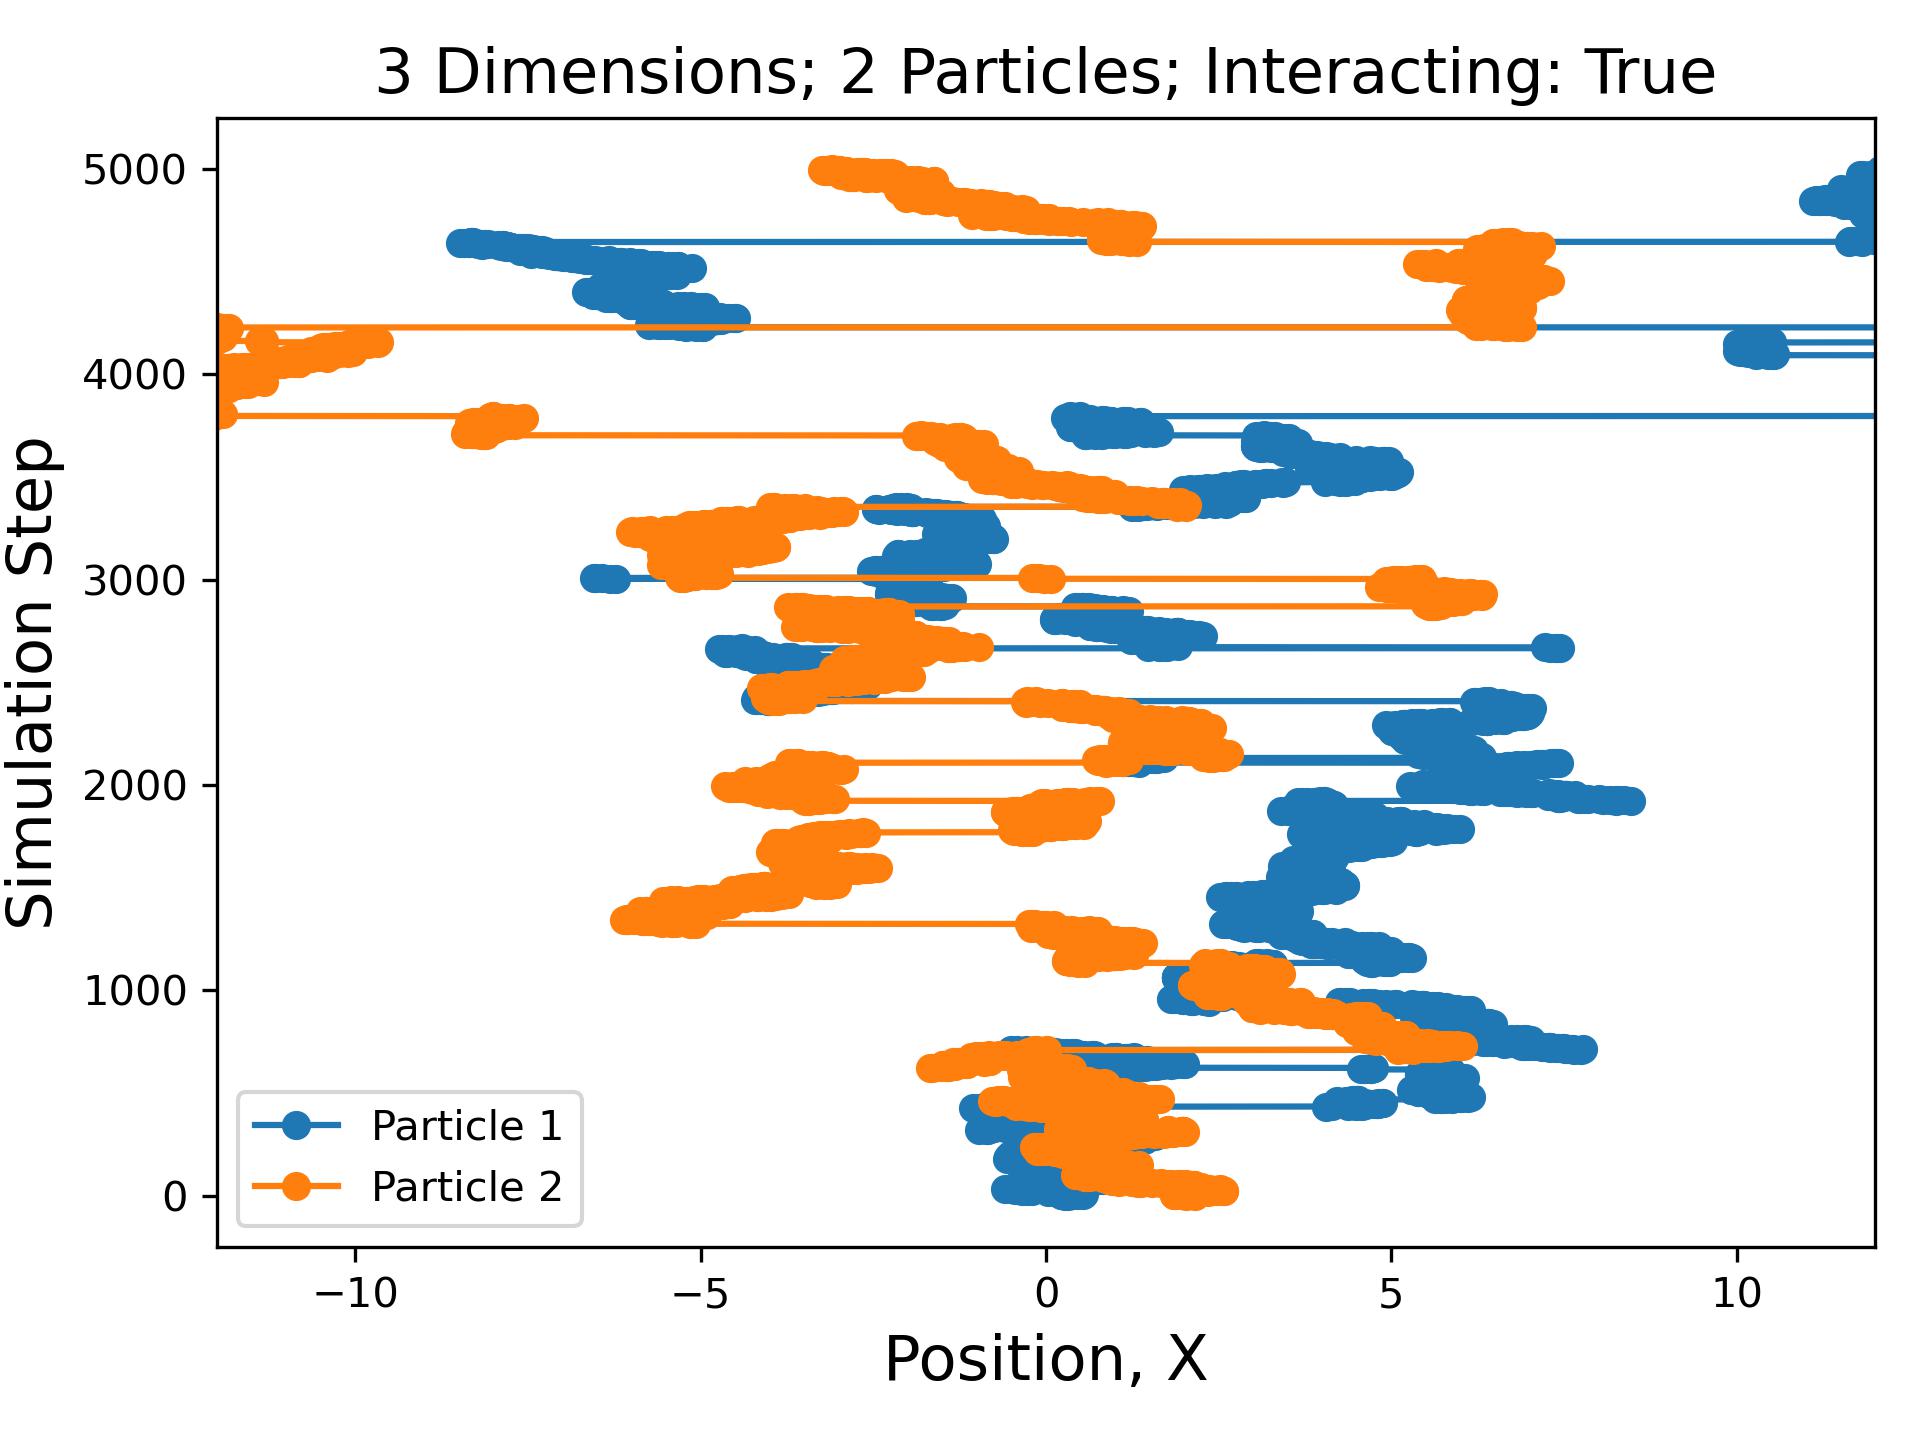 3 Dimensions; 2 Particles; Interacting: True
Simulation Step
5000
4000
3000
2000
1000
0
Particle 1
Particle 2
−10
−5
0
5
10
Position, X